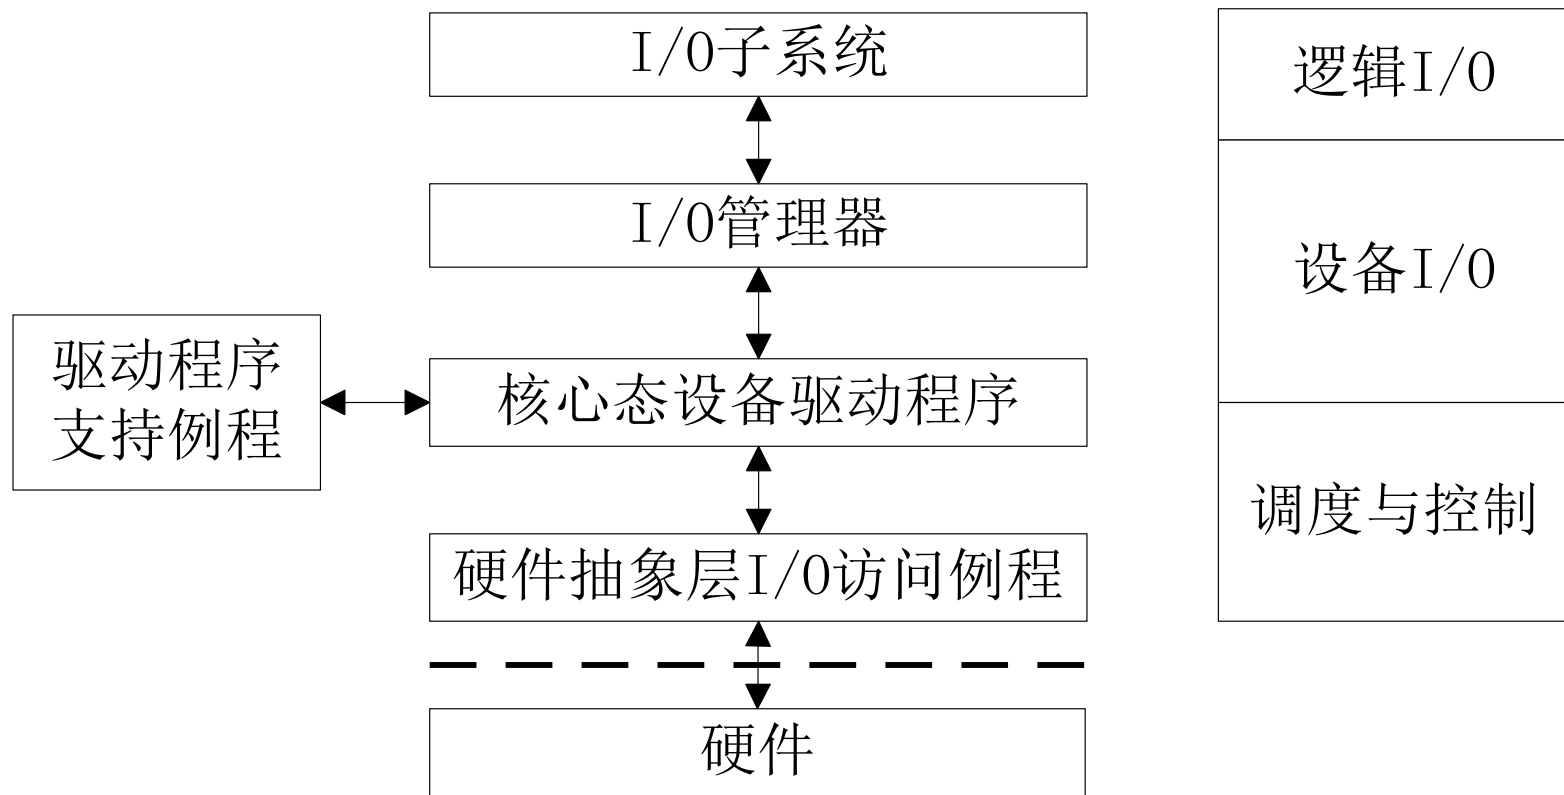 I/O子系统
逻辑I/O
I/O管理器
设备I/O
驱动程序
支持例程
核心态设备驱动程序
调度与控制
硬件抽象层I/O访问例程
硬件